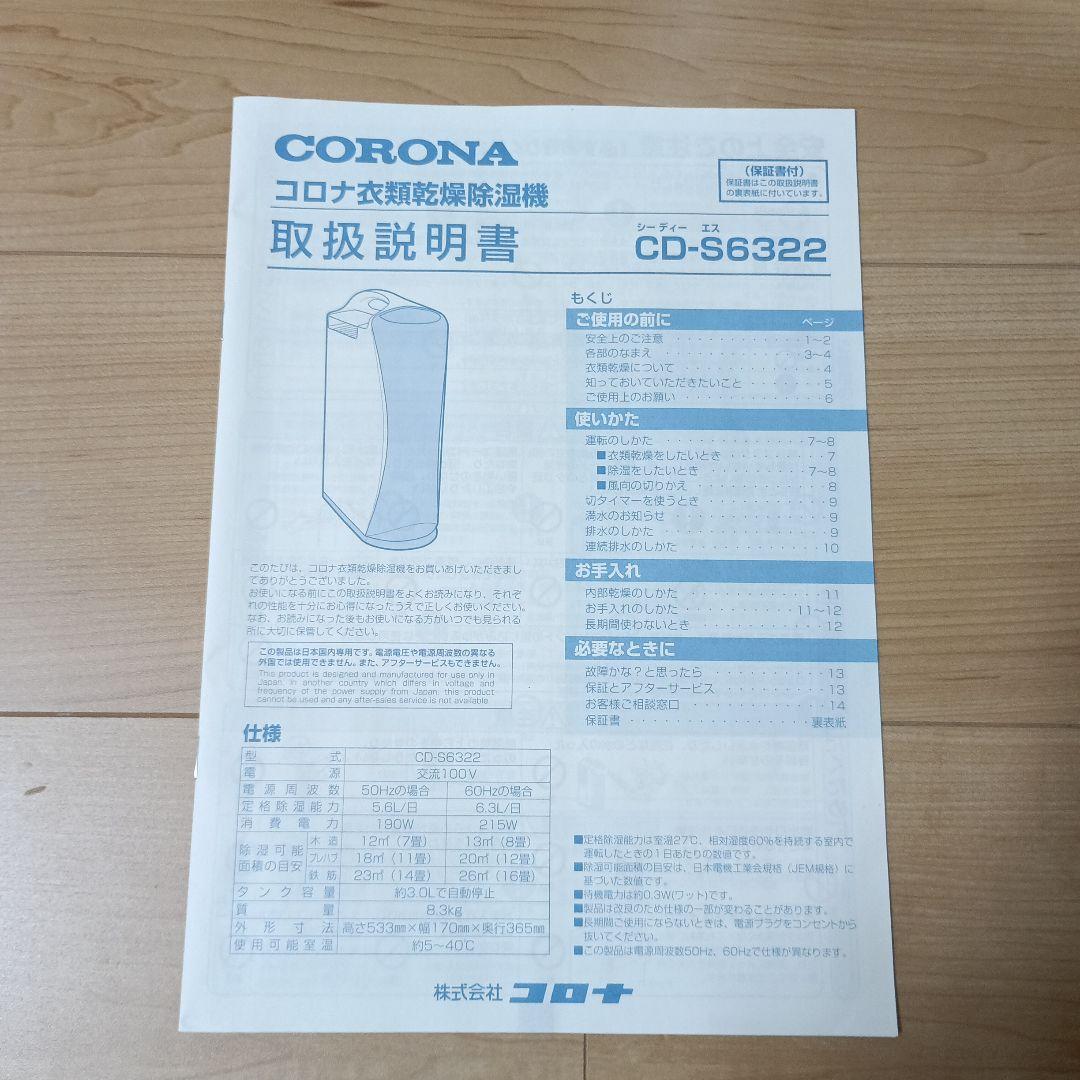 CORONA
コロナ衣類乾燥除湿機
取扱説明書
(保証書付)
保証書はこの取扱説明書
の裏表紙に付いています。
シー ディー エス
CD-S6322
もくじ
ご使用の前に ページ
安全上のご注意 ・・・・・・・・・・・・ 1~2
各部のなまえ ・・・・・・・・・・・・ 3~4
衣類乾燥について ・・・・・・・・・・・・ 4
知っておいていただきたいこと ・・・・・・・ 5
ご使用上のお願い ・・・・・・・・・・・・ 6
使いかた
運転のしかた ・・・・・・・・・・・・ 7~8
■衣類乾燥をしたいとき ・・・・・・・・・ 7
■除湿をしたいとき ・・・・・・・・・ 7~8
■風向の切りかえ ・・・・・・・・・・・・ 8
切タイマーを使うとき ・・・・・・・・・・ 9
満水のお知らせ ・・・・・・・・・・・・ 9
排水のしかた ・・・・・・・・・・・・ 9
連続排水のしかた ・・・・・・・・・・・・ 10
お手入れ
内部乾燥のしかた ・・・・・・・・・・・・ 11
お手入れのしかた ・・・・・・・・・・ 11~12
長期間使わないとき ・・・・・・・・・・・ 12
必要なときに
故障かな?と思ったら ・・・・・・・・・・ 13
保証とアフターサービス ・・・・・・・・・ 13
お客様ご相談窓口 ・・・・・・・・・・・・ 14
保証書 ・・・・・・・・・・・・・・・・ 裏表紙
このたびは、コロナ衣類乾燥除湿機をお買いあげいただきまし
てありがとうございました。
お使いになる前にこの取扱説明書をよくお読みになり、それぞ
れの性能を十分にお心得になったうえで正しくお使いください。
なお、お読みになった後もお使いになる方がいつでも見られる
所に大切に保管してください。
この製品は日本国内専用です。電源電圧や電源周波数の異なる
外国では使用できません。また、アフターサービスもできません。
This product is designed and manufactured for use only in
Japan. In another country which differs in voltage and
frequency of the power supply from Japan, this product
cannot be used and any after-sales service is not available
仕様
型式 CD-S6322
電源 交流100V
電源周波数 50Hzの場合 60Hzの場合
定格除湿能力 5.6L/日 6.3L/日
消費電力 190W 215W
除湿可能面積の目安 木造 12㎡(7畳) 13㎡(8畳)
プレハブ 18㎡(11畳) 20㎡(12畳)
鉄筋 23㎡(14畳) 26㎡(16畳)
タンク容量 約3.0Lで自動停止
質量 8.3kg
外形寸法 高さ533mm×幅170mm×奥行365mm
使用可能室温 約5~40℃
■定格除湿能力は室温27℃、相対湿度60%を持続する室内で
運転したときの1日あたりの数値です。
■除湿可能面積の目安は、日本電機工業会規格(JEM規格)に
基づいた数値です。
■待機電力は約0.3W(ワット)です。
■製品は改良のため仕様の一部が変わることがあります。
■長期間ご使用にならないときは、電源プラグをコンセントから
抜いてください。
■この製品は電源周波数50Hz、60Hzで仕様が異なります。
株式会社 コロナ